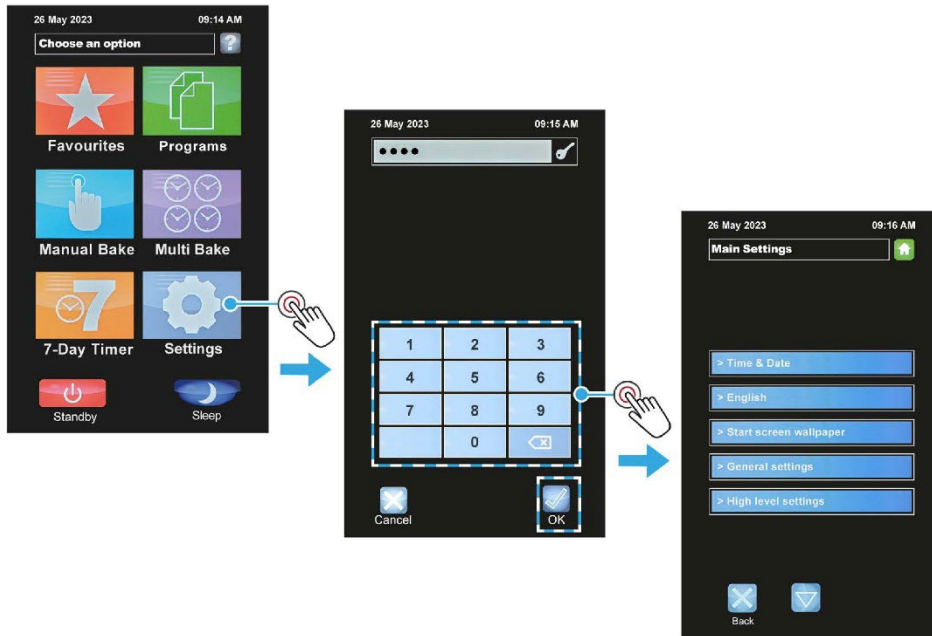 26 May 2023 09:14 AM
Choose an option ?
Favourites Programs
Manual Bake Multi Bake
7
7-Day Timer Settings
Standby Sleep
26 May 2023 09:15 AM
••••
1 2 3
4 5 6
7 8 9
0
Cancel OK
26 May 2023 09:16 AM
Main Settings
> Time & Date
> English
> Start screen wallpaper
> General settings
> High level settings
Back